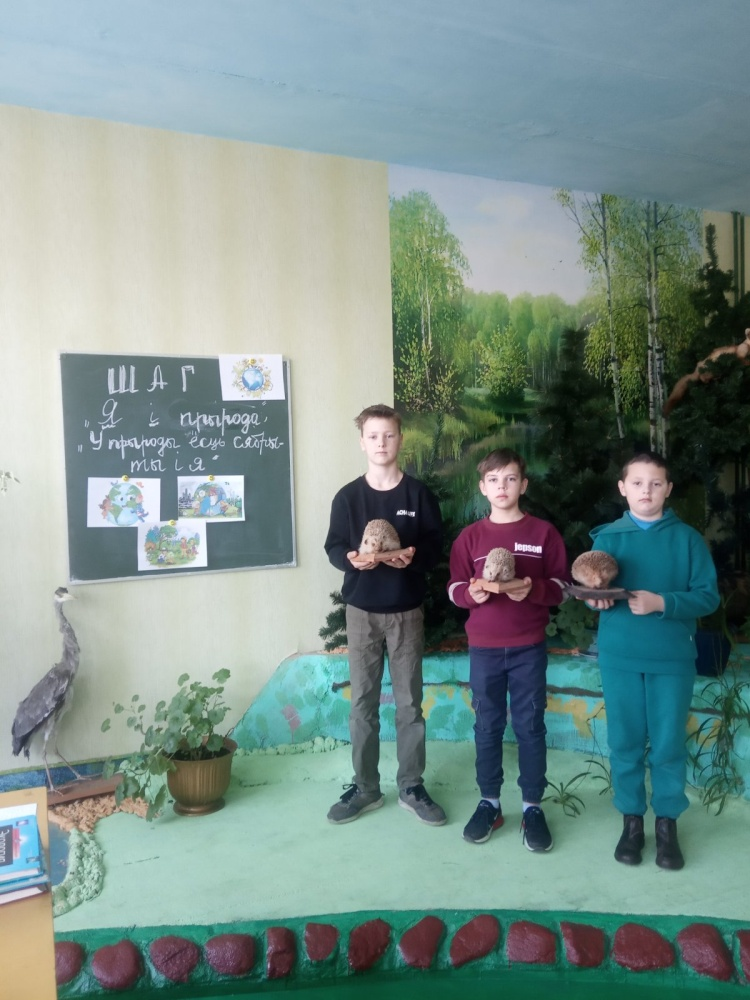 ШАГ
"Я і прырода"
"У прыроды ёсць сябры-
ты і я"
jepson